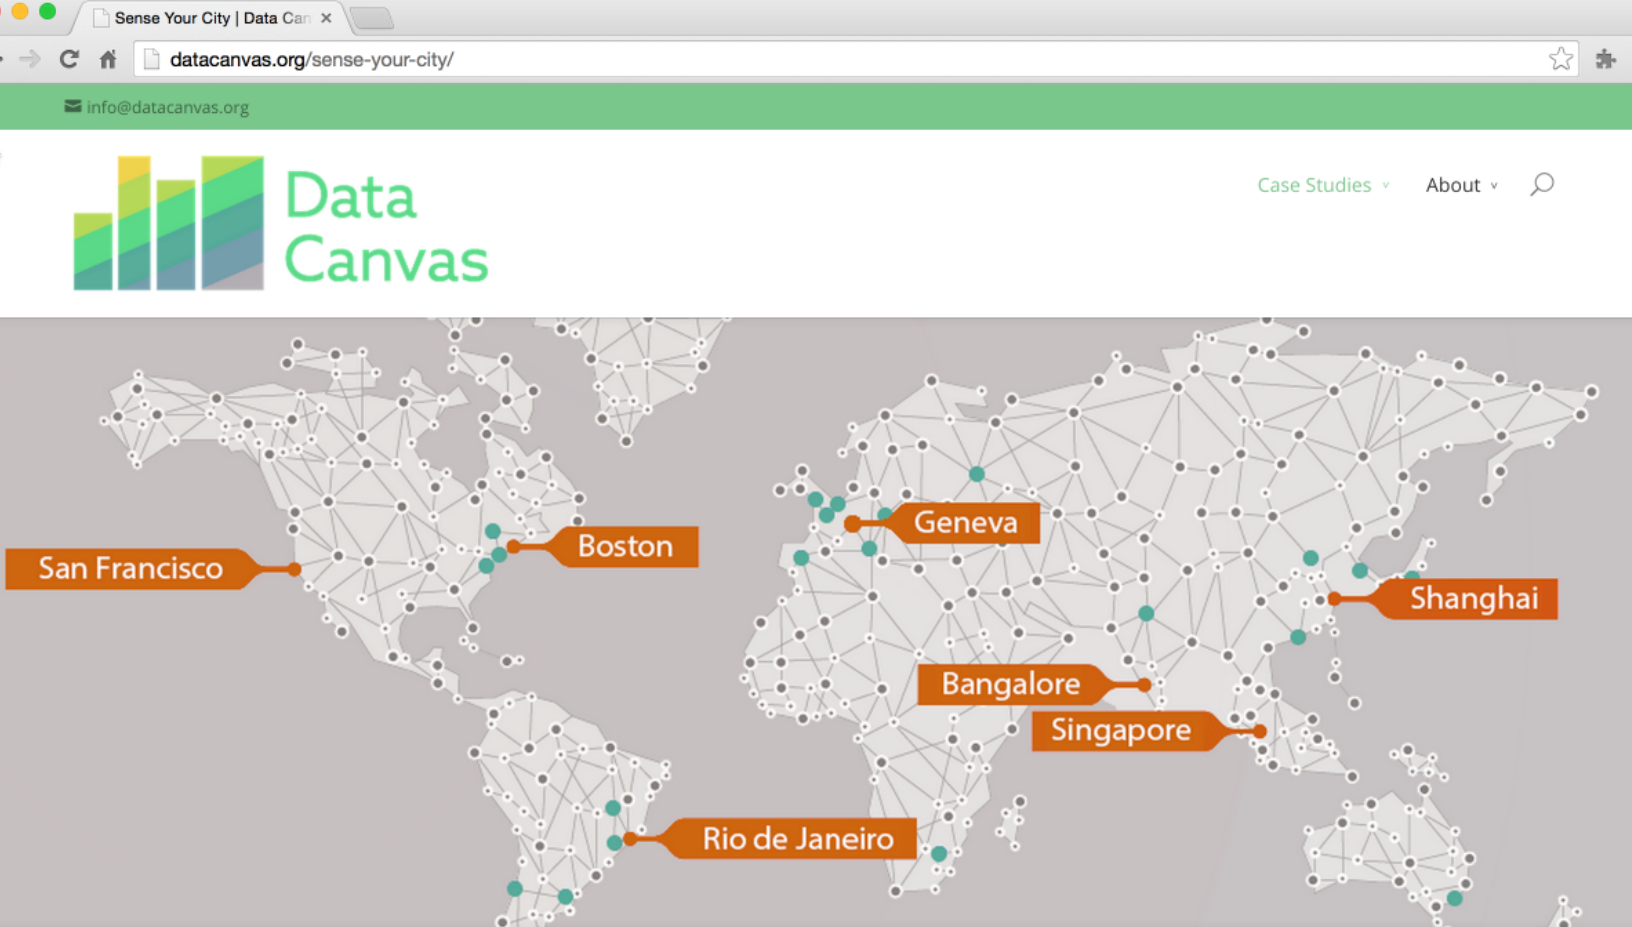 Sense Your City | Data Can
datacanvas.org/sense-your-city/
info@datacanvas.org
Data
Canvas
Case Studies
About
Geneva
Boston
San Francisco
Shanghai
Bangalore
Singapore
Rio de Janeiro